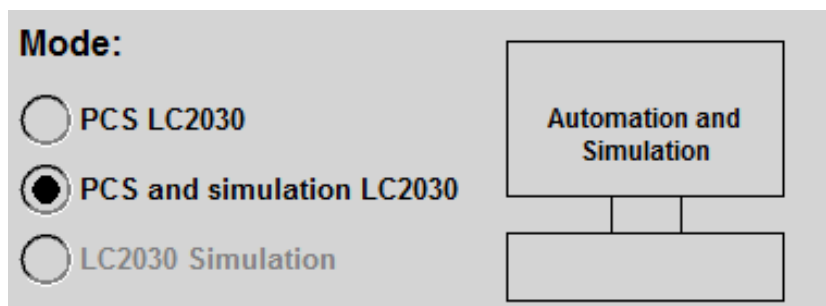 Mode:
PCS LC2030
PCS and simulation LC2030
LC2030 Simulation
Automation and
Simulation